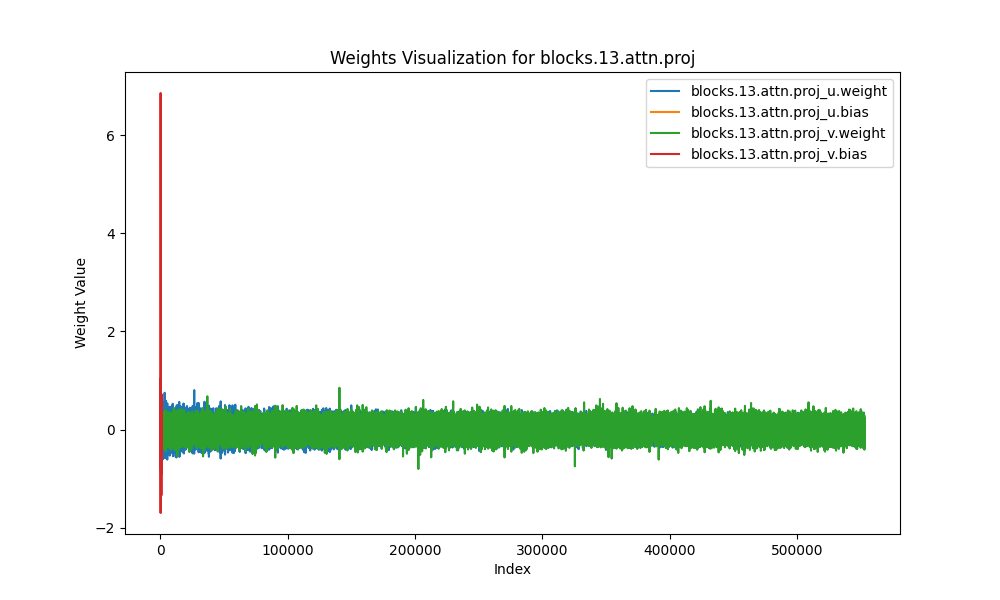 Weights Visualization for blocks.13.attn.proj
blocks.13.attn.proj_u.weight
blocks.13.attn.proj_u.bias
blocks.13.attn.proj_v.weight
blocks.13.attn.proj_v.bias
Weight Value
6
4
2
0
−2
0 100000 200000 300000 400000 500000
Index